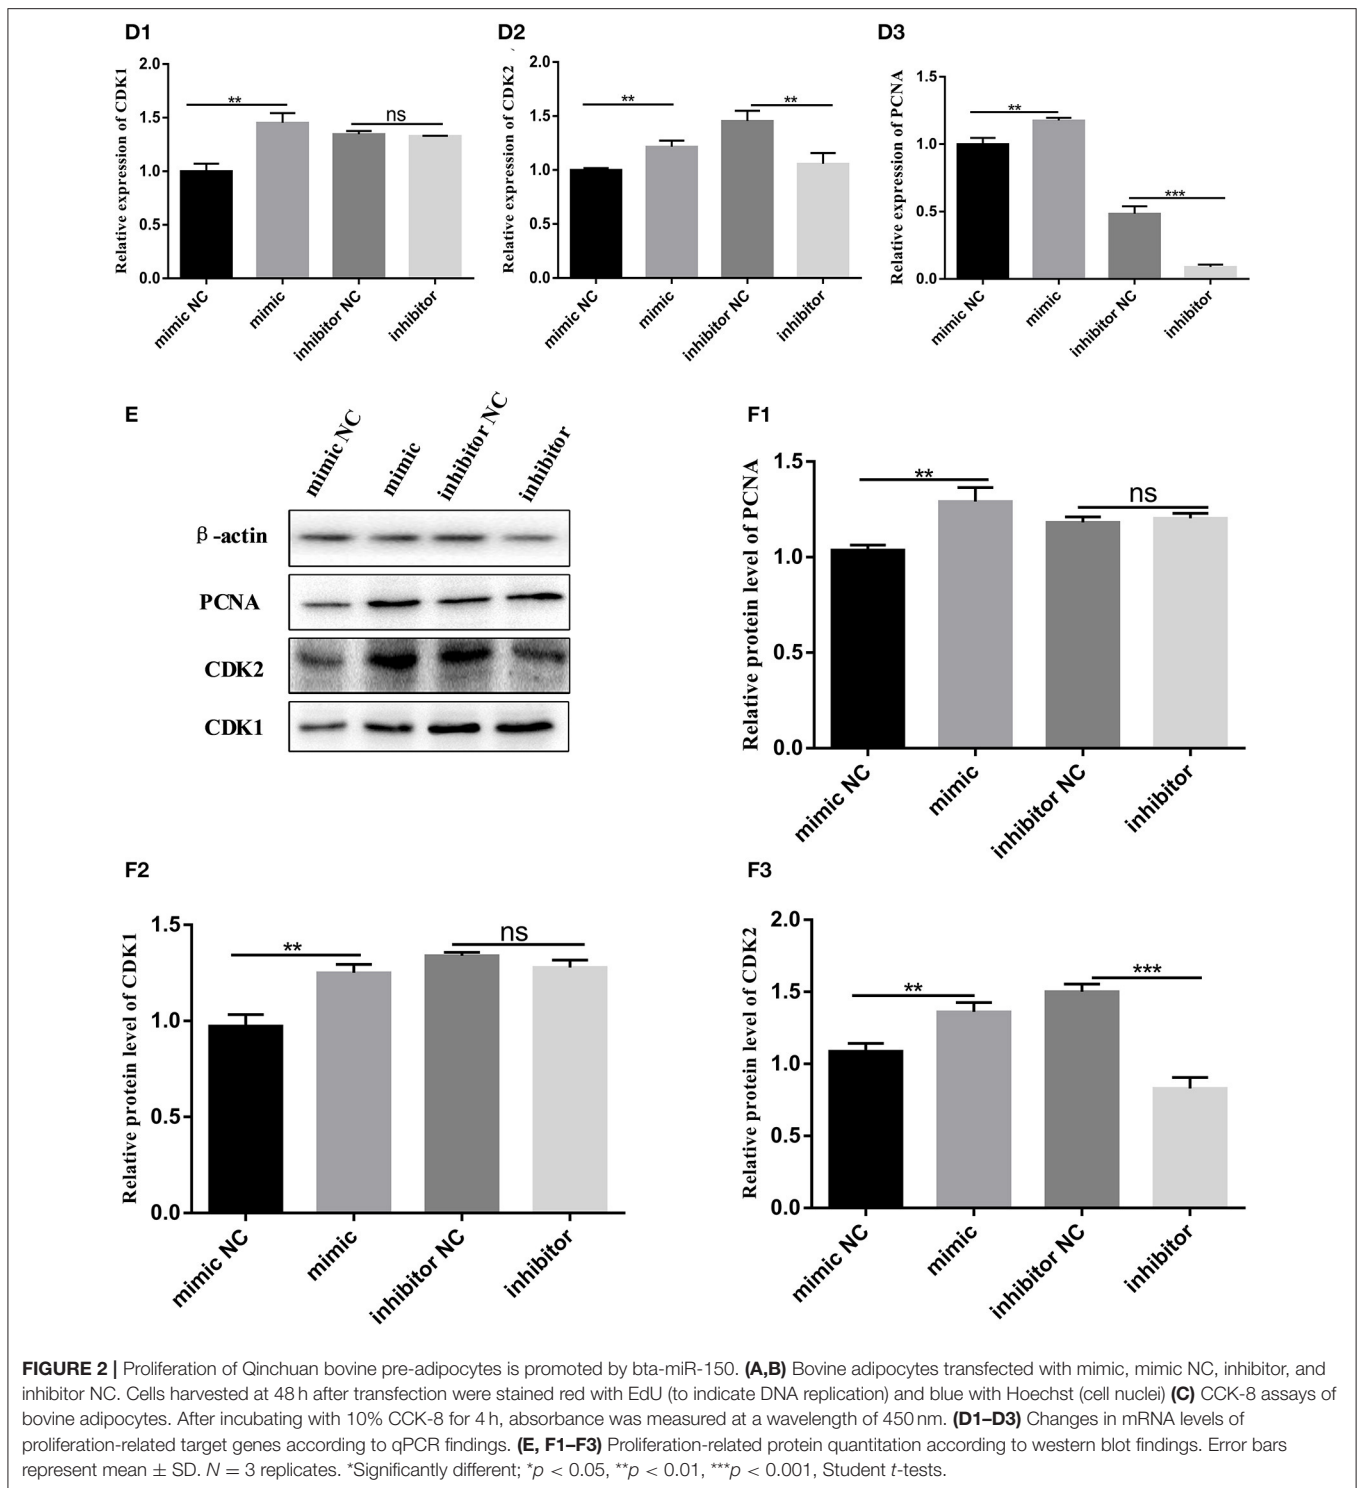 D1
D2
D3
Relative expression of CDK1
2.0
1.5
1.0
0.5
0.0
**
ns
mimic NC
mimic
inhibitor NC
inhibitor
Relative expression of CDK2
2.0
1.5
1.0
0.5
0.0
**
**
mimic NC
mimic
inhibitor NC
inhibitor
Relative expression of PCNA
1.5
1.0
0.5
0.0
**
***
mimic NC
mimic
inhibitor NC
inhibitor
E
mimic NC
mimic
inhibitor NC
inhibitor
β-actin
PCNA
CDK2
CDK1
F1
Relative protein level of PCNA
1.5
1.0
0.5
0.0
**
ns
mimic NC
mimic
inhibitor NC
inhibitor
F2
Relative protein level of CDK1
1.5
1.0
0.5
0.0
**
ns
mimic NC
mimic
inhibitor NC
inhibitor
F3
Relative protein level of CDK2
2.0
1.5
1.0
0.5
0.0
**
***
mimic NC
mimic
inhibitor NC
inhibitor
FIGURE 2 | Proliferation of Qinchuan bovine pre-adipocytes is promoted by bta-miR-150. (A,B) Bovine adipocytes transfected with mimic, mimic NC, inhibitor, and
inhibitor NC. Cells harvested at 48 h after transfection were stained red with EdU (to indicate DNA replication) and blue with Hoechst (cell nuclei) (C) CCK-8 assays of
bovine adipocytes. After incubating with 10% CCK-8 for 4 h, absorbance was measured at a wavelength of 450 nm. (D1–D3) Changes in mRNA levels of
proliferation-related target genes according to qPCR findings. (E, F1–F3) Proliferation-related protein quantitation according to western blot findings. Error bars
represent mean ± SD. N = 3 replicates. *Significantly different; *p < 0.05, **p < 0.01, ***p < 0.001, Student t-tests.